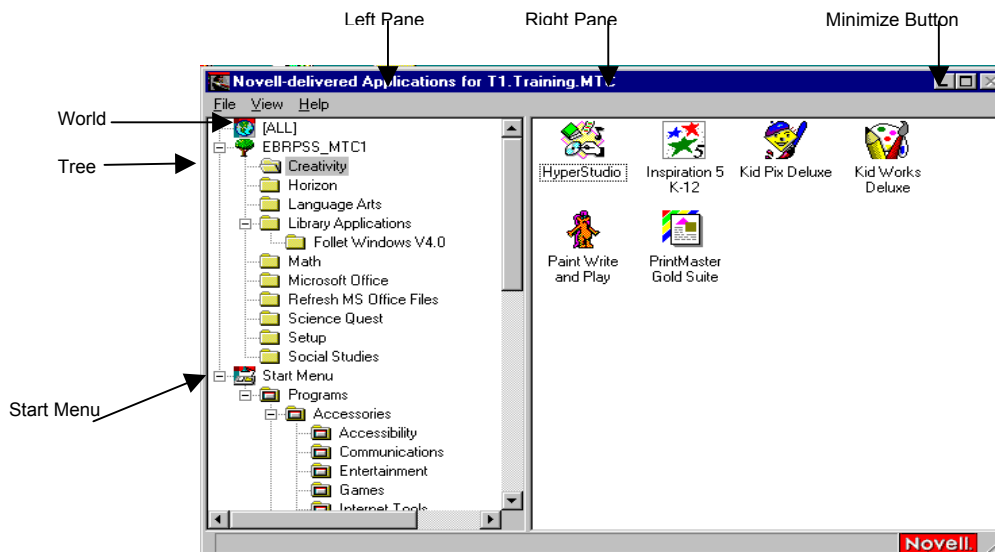 Left Pane Right Pane Minimize Button
Novell-delivered Applications for T1.Training.MTC
File View Help
World
[ALL]
EBRPSS_MTC1
Tree
Creativity
Horizon
Language Arts
Library Applications
Follet Windows V4.0
Math
Microsoft Office
Refresh MS Office Files
Science Quest
Setup
Social Studies
Start Menu
Start Menu
Programs
Accessories
Accessibility
Communications
Entertainment
Games
Internet Tools
HyperStudio
Inspiration 5
K-12
Kid Pix Deluxe
Kid Works
Deluxe
Paint Write
and Play
PrintMaster
Gold Suite
Novell.